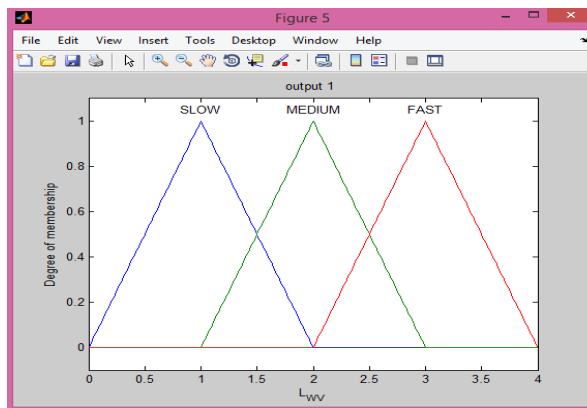 Figure 5
File Edit View Insert Tools Desktop Window Help
output 1
SLOW MEDIUM FAST
1
0.8
0.6
0.4
0.2
0
Degree of membership
0 0.5 1 1.5 2 2.5 3 3.5 4
L_WV